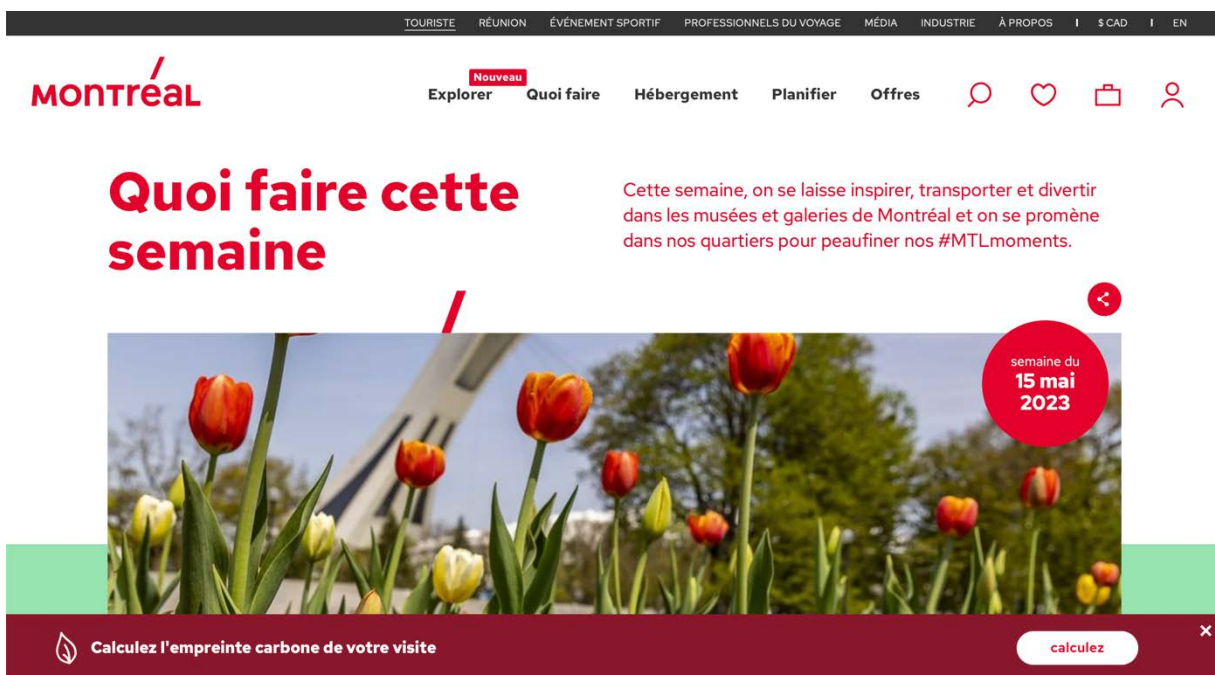 TOURISTE RÉUNION ÉVÉNEMENT SPORTIF PROFESSIONNELS DU VOYAGE MÉDIA INDUSTRIE À PROPOS I $ CAD I EN
MONTRéAL
Nouveau
Explorer Quoi faire Hébergement Planifier Offres
Quoi faire cette
semaine
Cette semaine, on se laisse inspirer, transporter et divertir
dans les musées et galeries de Montréal et on se promène
dans nos quartiers pour peaufiner nos #MTLmoments.
semaine du
15 mai
2023
Calculez l'empreinte carbone de votre visite
calculez